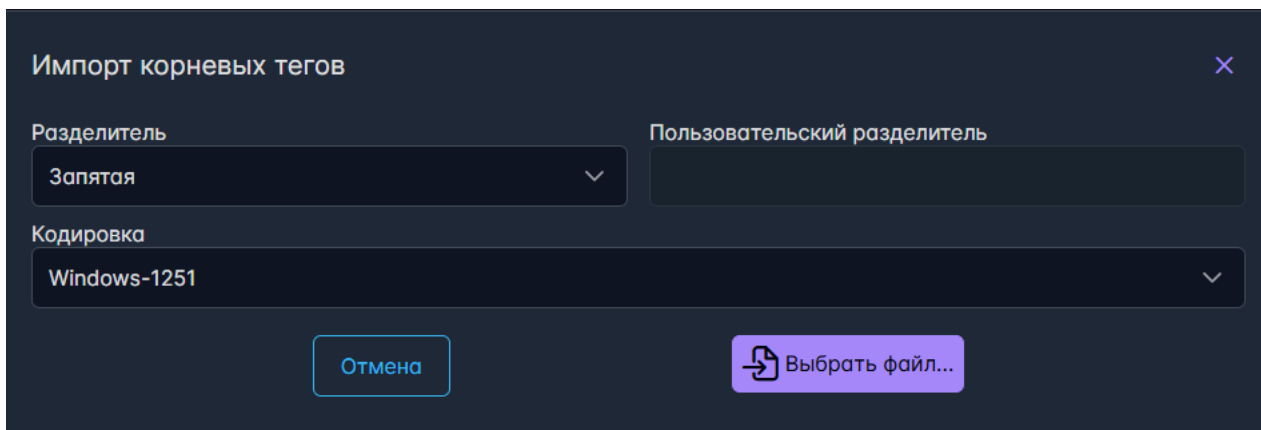 Импорт корневых тегов
Разделитель
Пользовательский разделитель
Запятая
Кодировка
Windows-1251
Отмена
Выбрать файл...